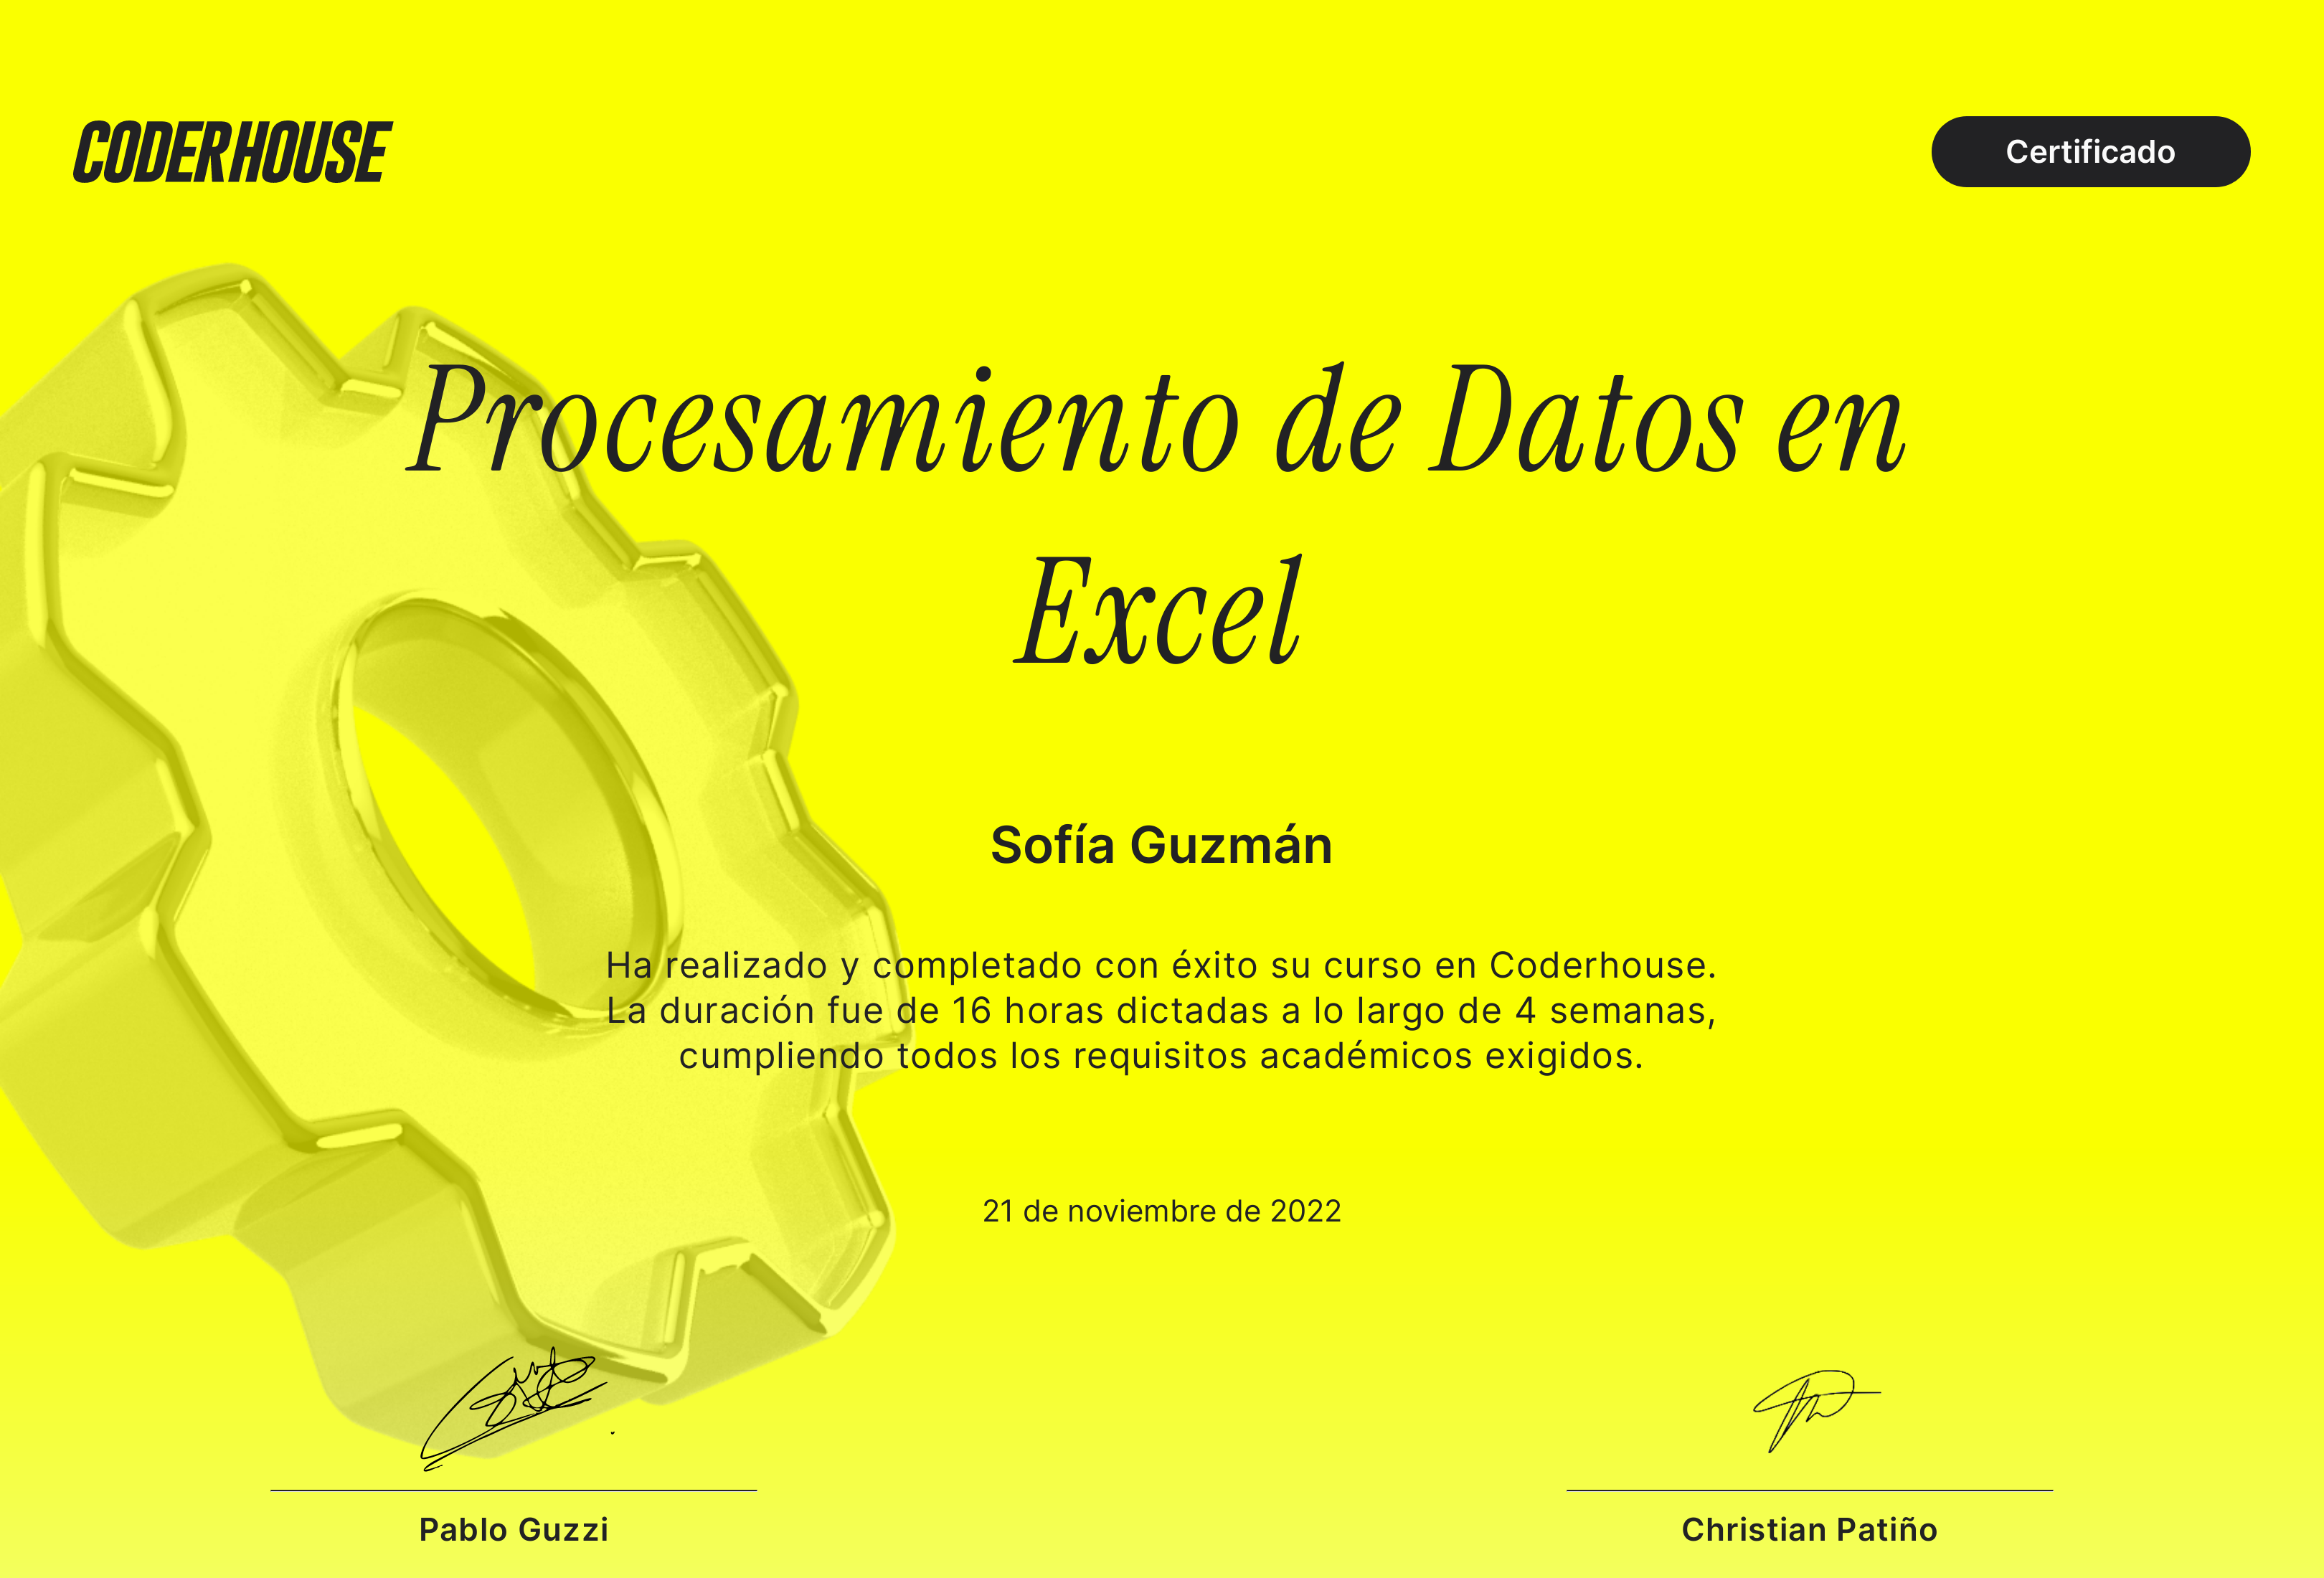 CODERHOUSE
Certificado
Procesamiento de Datos en
Excel
Sofía Guzmán
Ha realizado y completado con éxito su curso en Coderhouse.
La duración fue de 16 horas dictadas a lo largo de 4 semanas,
cumpliendo todos los requisitos académicos exigidos.
21 de noviembre de 2022
Pablo Guzzi
Christian Patiño